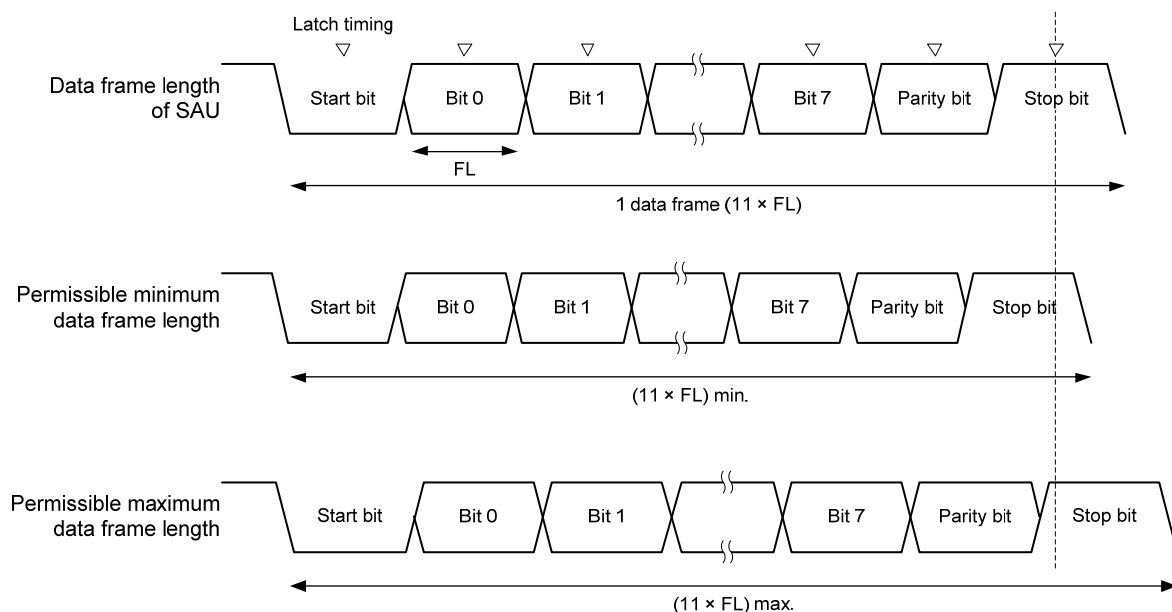 Latch timing
Data frame length
of SAU
Start bit
Bit 0
Bit 1
Bit 7
Parity bit
Stop bit
FL
1 data frame (11 × FL)
Permissible minimum
data frame length
Start bit
Bit 0
Bit 1
Bit 7
Parity bit
Stop bit
(11 × FL) min.
Permissible maximum
data frame length
Start bit
Bit 0
Bit 1
Bit 7
Parity bit
Stop bit
(11 × FL) max.